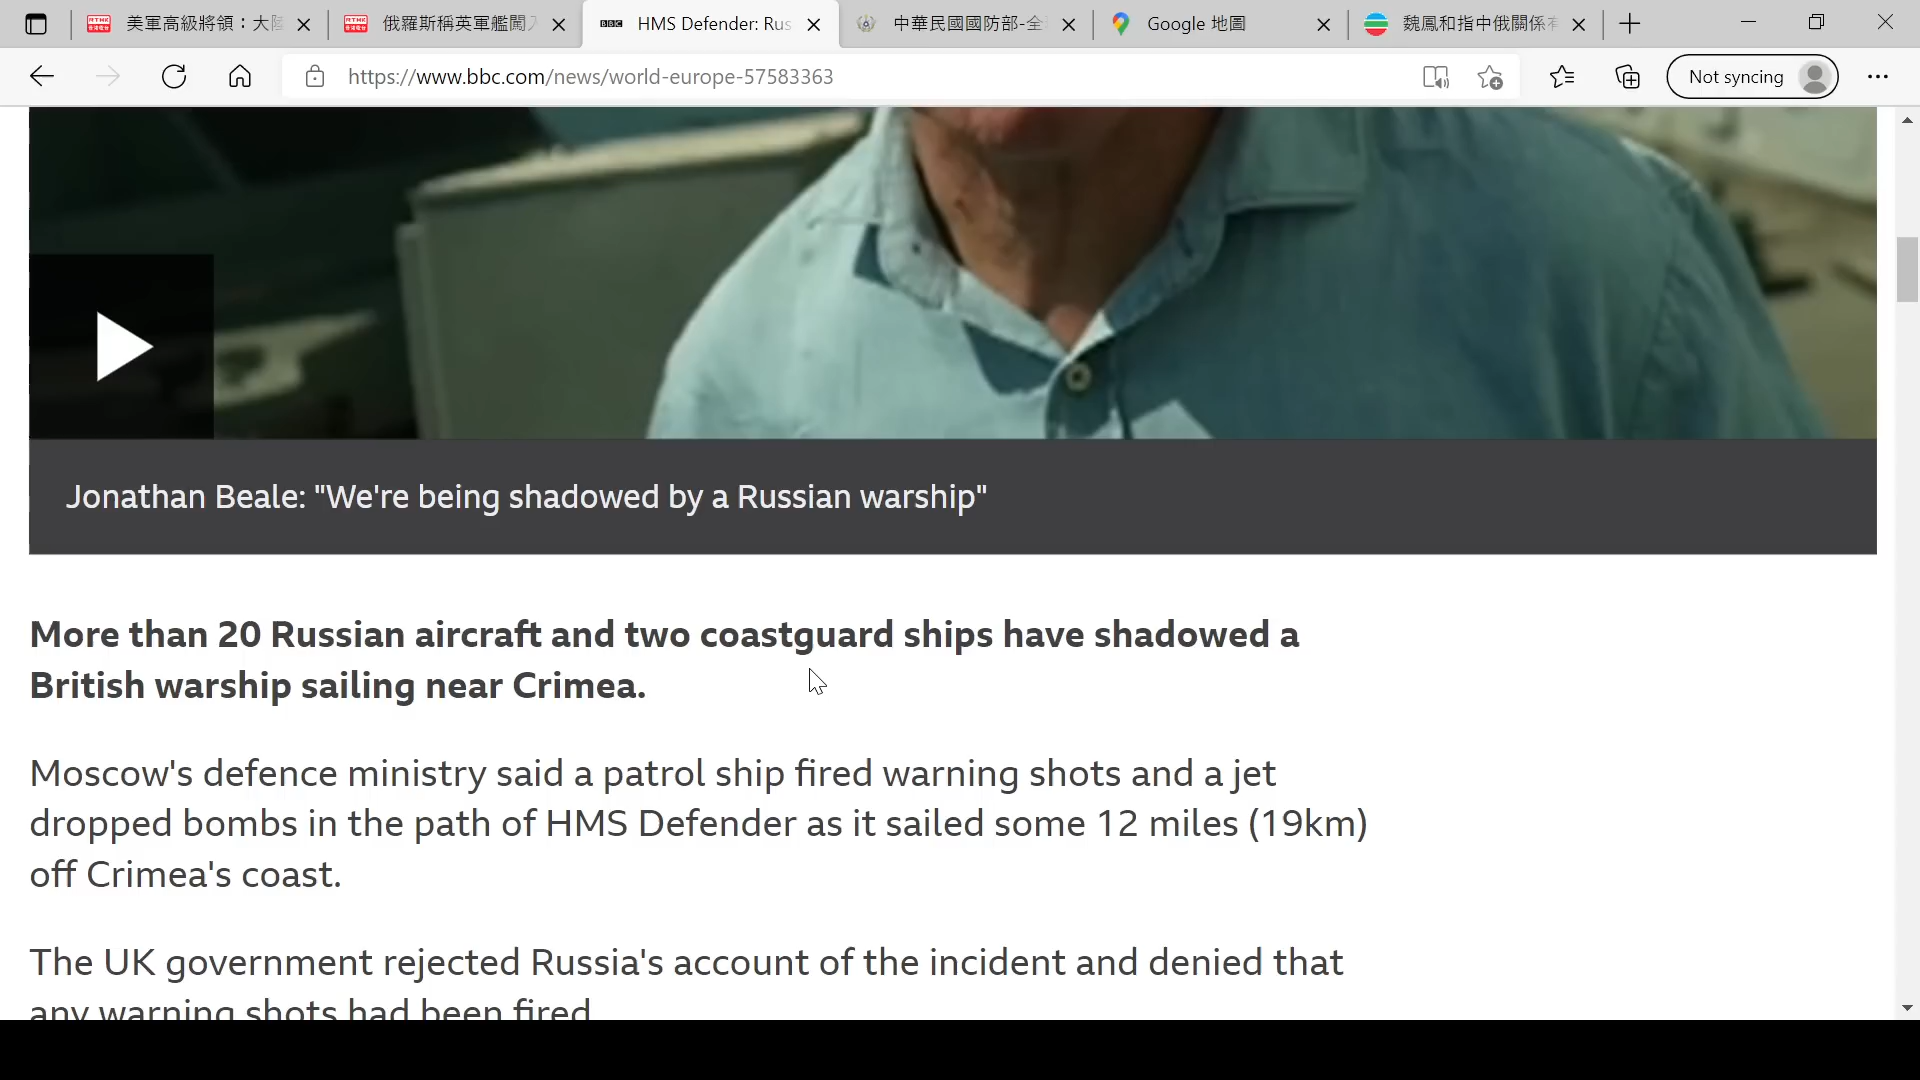 美軍高級將領：大陸
俄羅斯稱英軍艦闖入
BBC HMS Defender: Rus
中華民國國防部-全
Google 地圖
魏鳳和指中俄關係
https://www.bbc.com/news/world-europe-57583363
Not syncing
Jonathan Beale: "We're being shadowed by a Russian warship"
More than 20 Russian aircraft and two coastguard ships have shadowed a
British warship sailing near Crimea.
Moscow's defence ministry said a patrol ship fired warning shots and a jet
dropped bombs in the path of HMS Defender as it sailed some 12 miles (19km)
off Crimea's coast.
The UK government rejected Russia's account of the incident and denied that
any warning shots had been fired